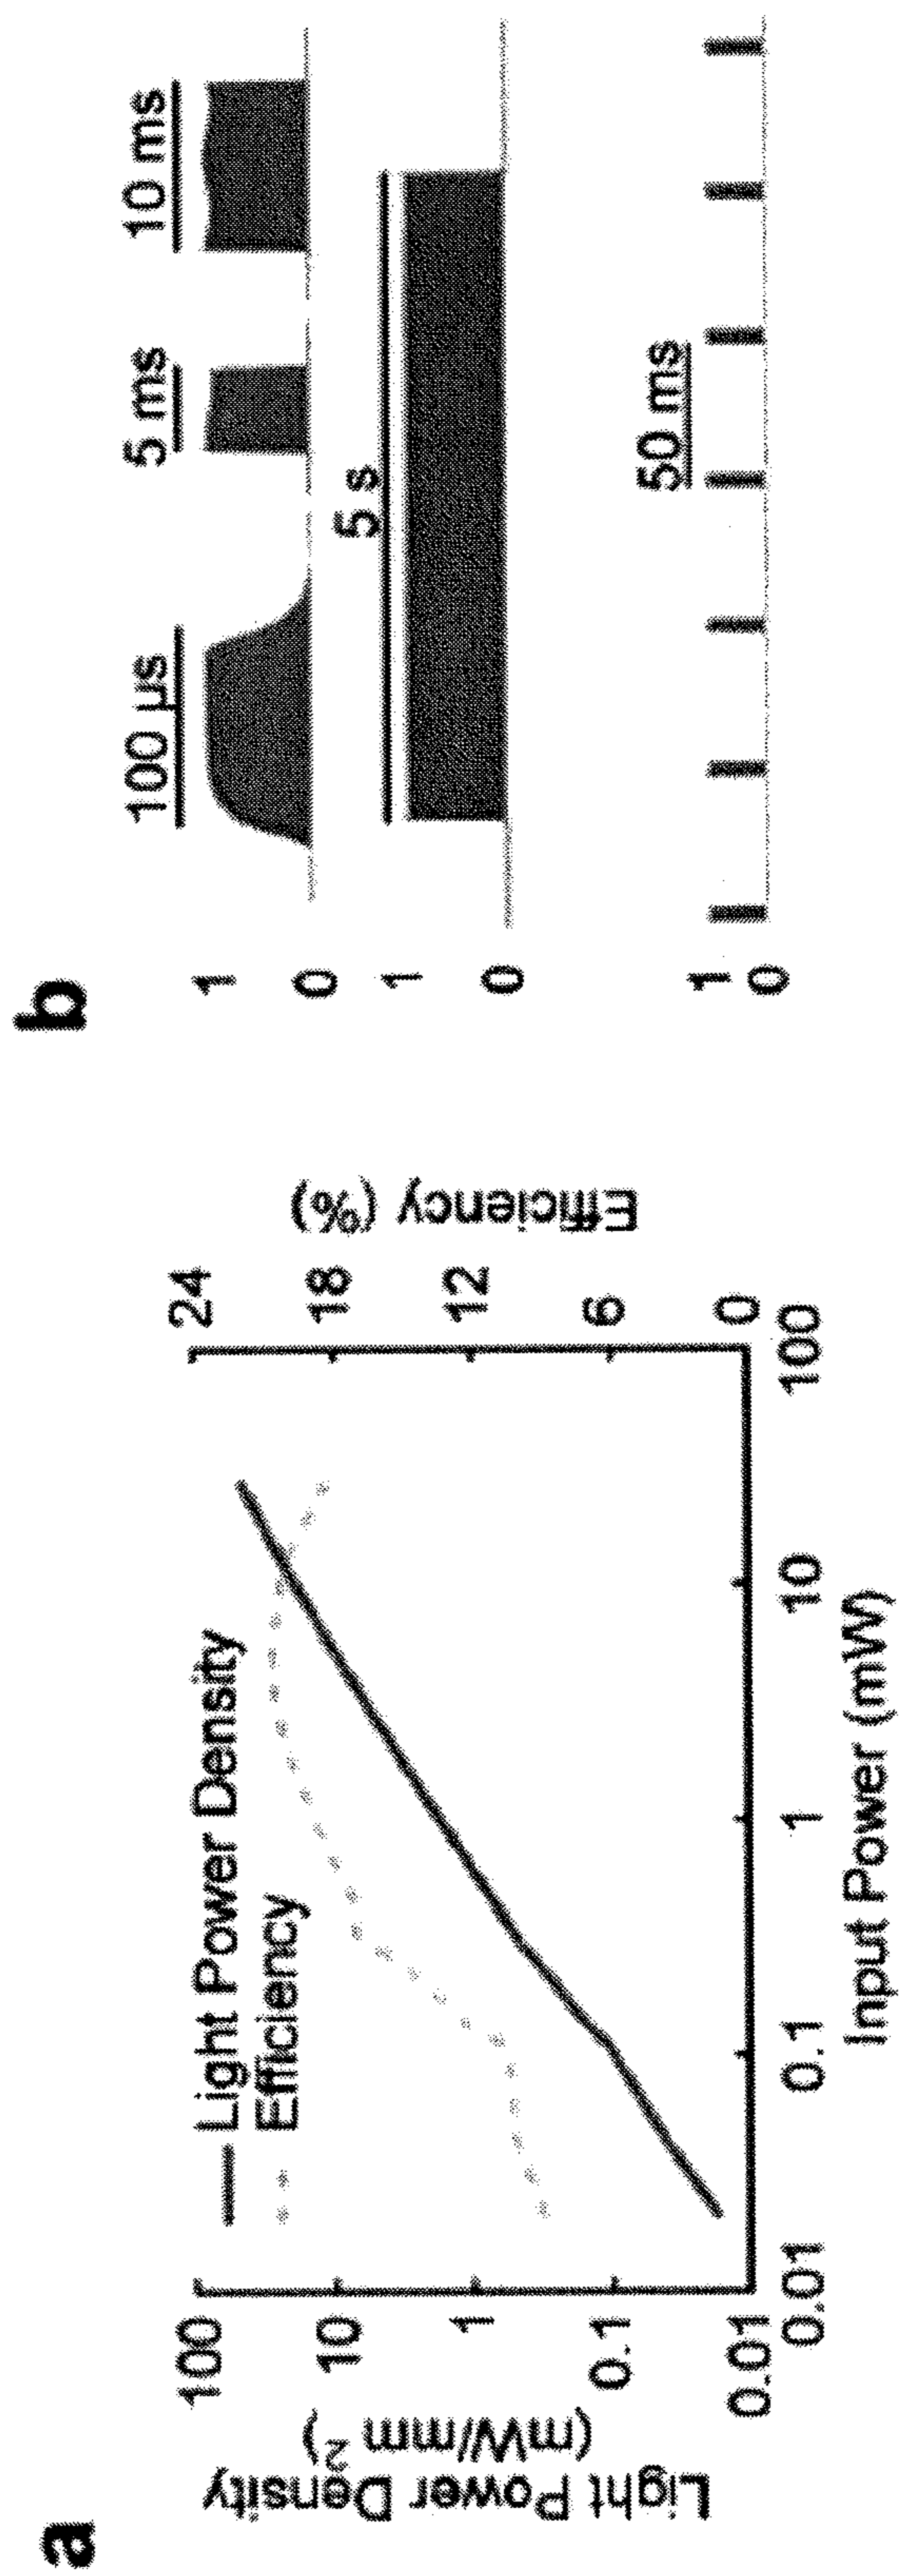 a
Light Power Density
(mW/mm 2)
100
10
1
0.1
0.01
Light Power Density
Efficiency
24
18
12
6
0
Efficiency (%)
0.01
0.1
1
10
100
Input Power (mW)
b
1
0
100 µs
5 ms
10 ms
1
0
5 s
1
0
50 ms